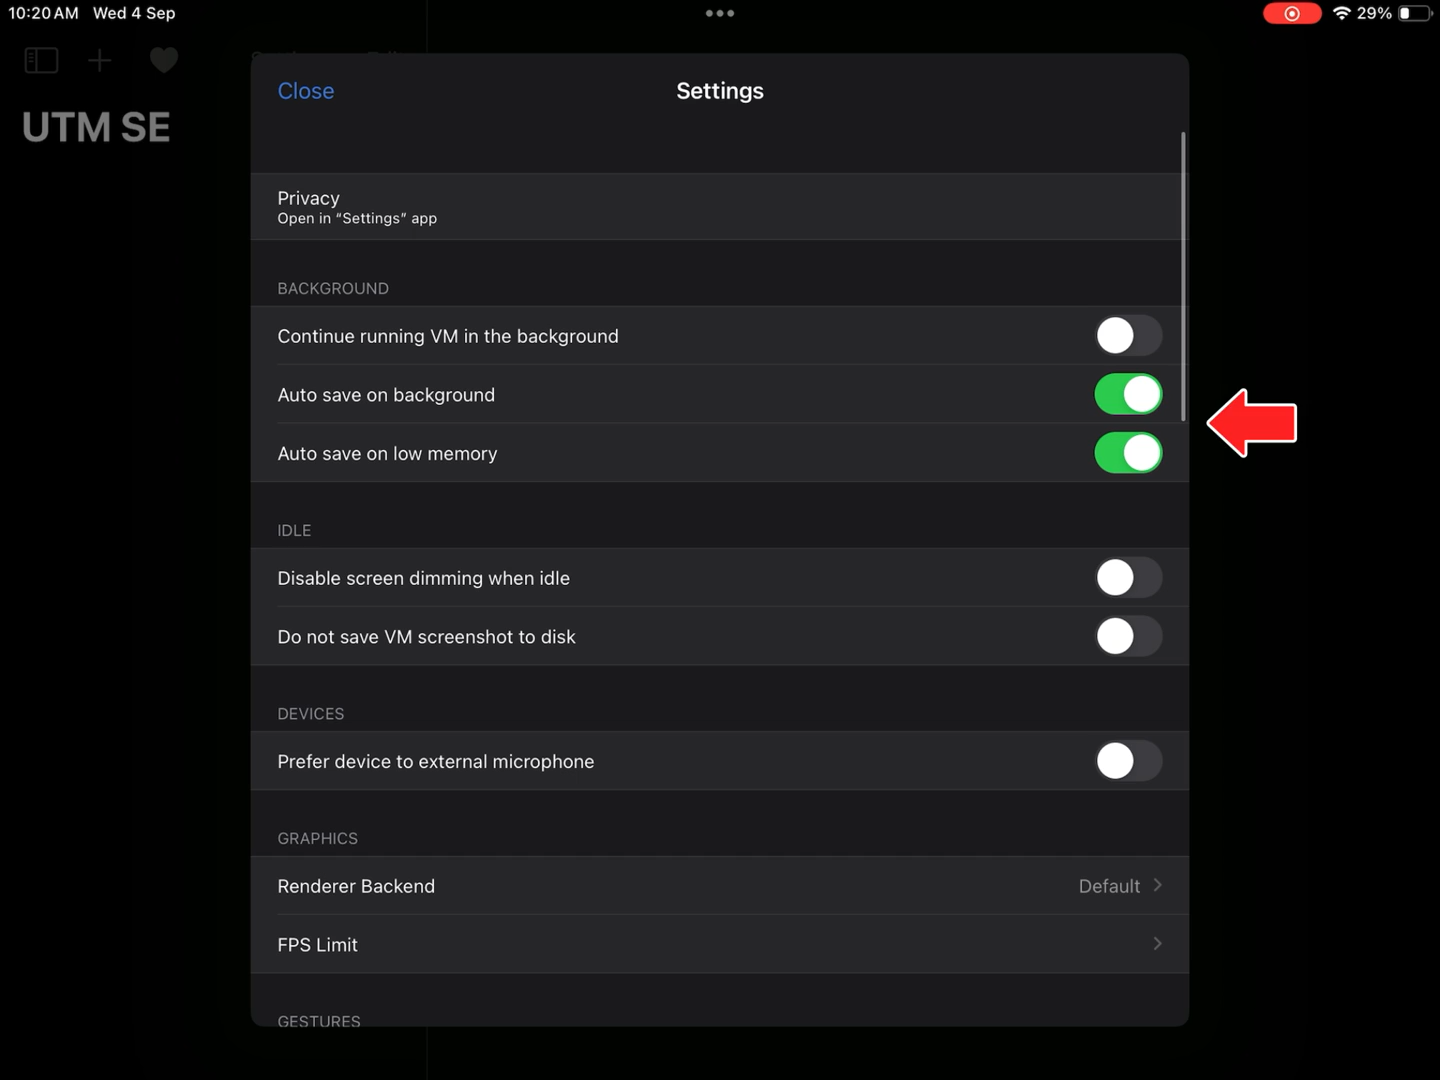 10:20 AM Wed 4 Sep
29%
UTM SE
Close
Settings
Privacy
Open in “Settings” app
BACKGROUND
Continue running VM in the background
Auto save on background
Auto save on low memory
IDLE
Disable screen dimming when idle
Do not save VM screenshot to disk
DEVICES
Prefer device to external microphone
GRAPHICS
Renderer Backend Default
FPS Limit
GESTURES